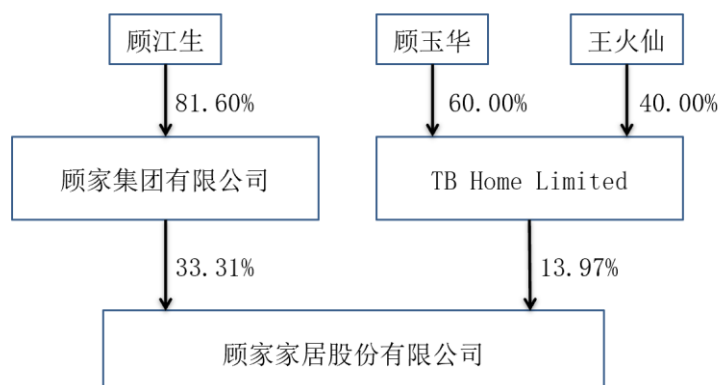 顾江生
顾玉华
王火仙
81.60%
60.00%
40.00%
顾家集团有限公司
TB Home Limited
33.31%
13.97%
顾家家居股份有限公司